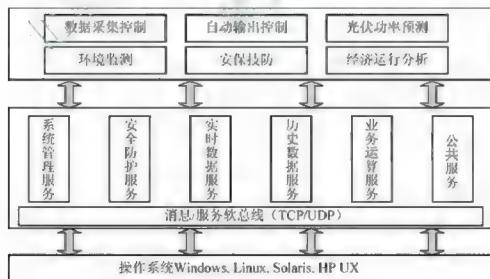 数据采集控制 自动输出控制 光伏功率预测
环境监测 安保技防 经济运行分析
系统管理服务 安全防护服务 实时数据服务 历史数据服务 业务运算服务 公共服务
消息/服务软总线（TCP/UDP）
操作系统Windows, Linux, Solaris, HP UX